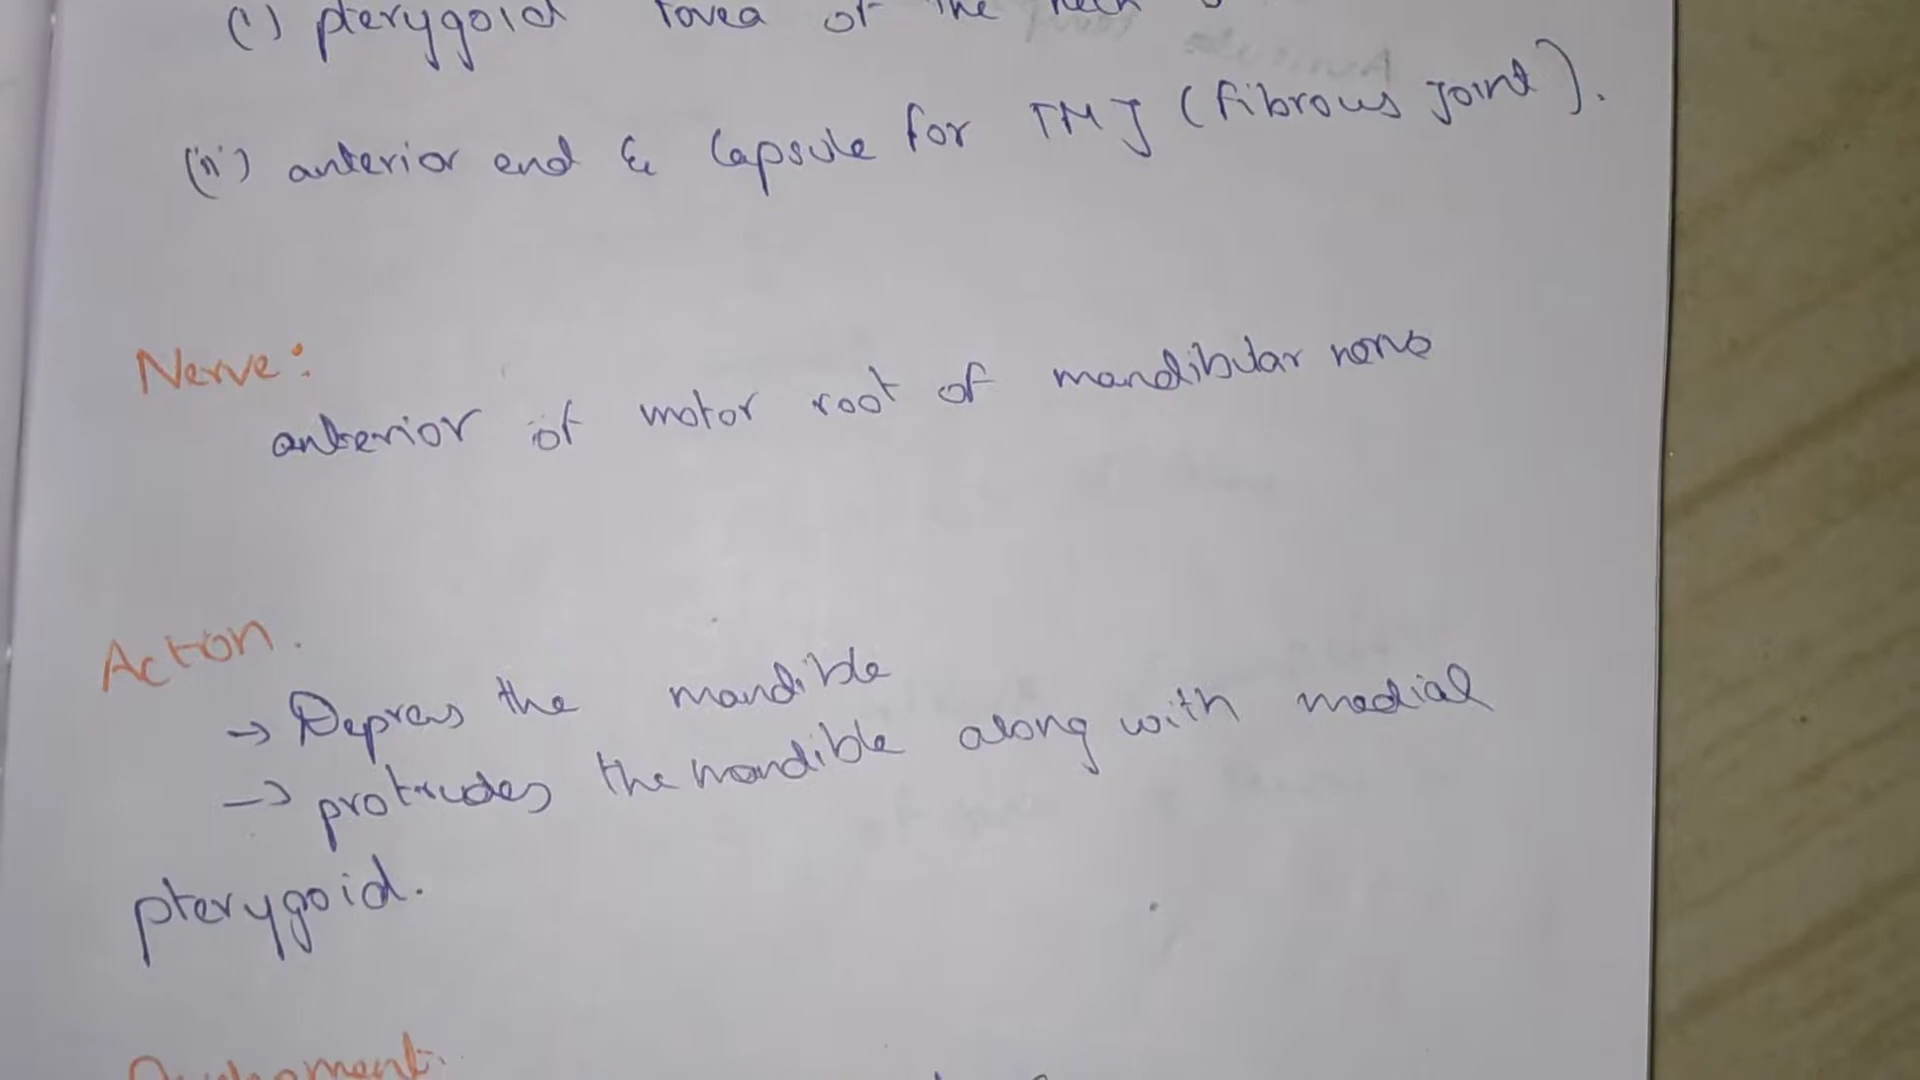 (i) pterygoid fovea of the neck
(ii) anterior end & Capsule for TMJ (fibrous joint).
Nerve:
anterior of motor root of mandibular nerve
Action.
→ Depress the mandible
→ protrudes the mandible along with medial
pterygoid.